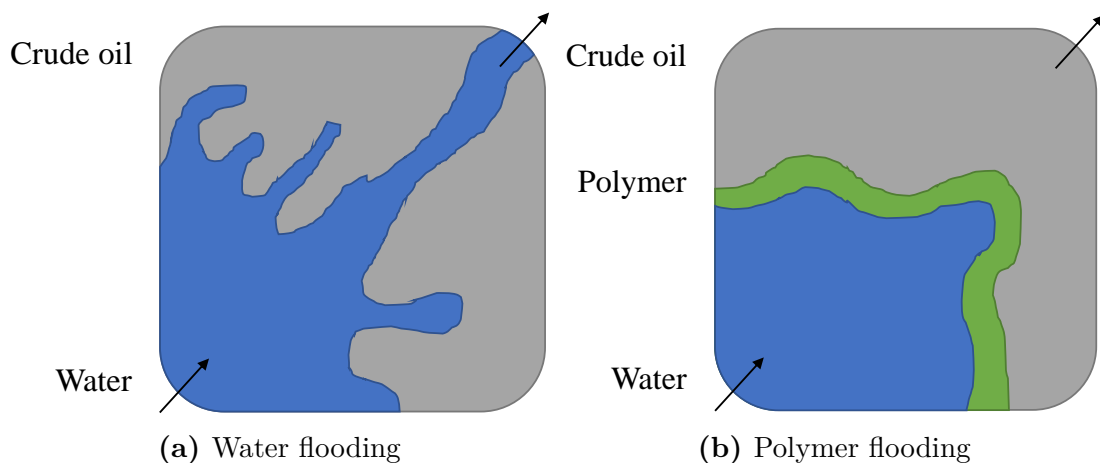 Crude oil
Water
(a) Water flooding
Crude oil
Polymer
Water
(b) Polymer flooding